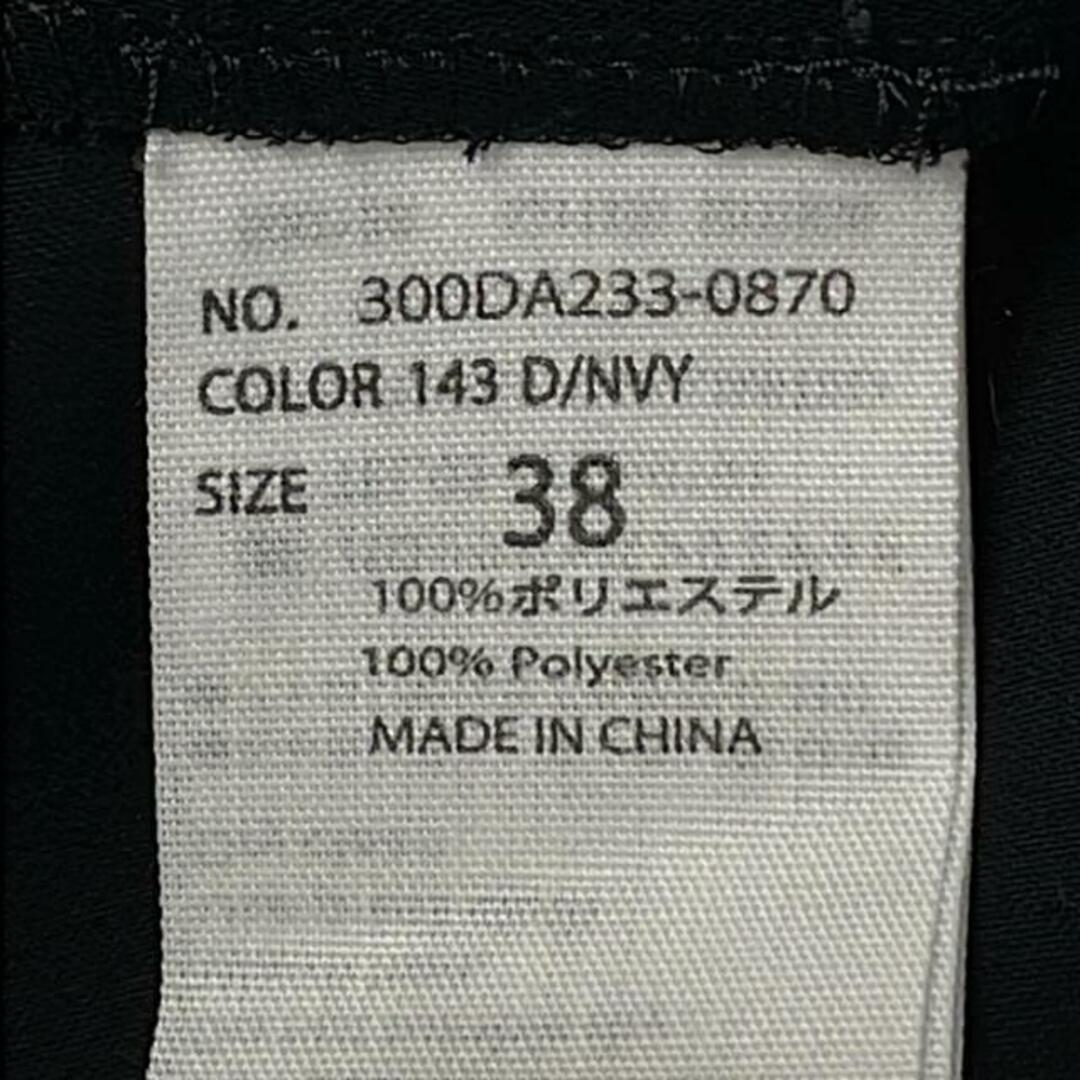 NO. 300DA233-0870
COLOR 143 D/NVY
SIZE 38
100%ポリエステル
100% Polyester
MADE IN CHINA